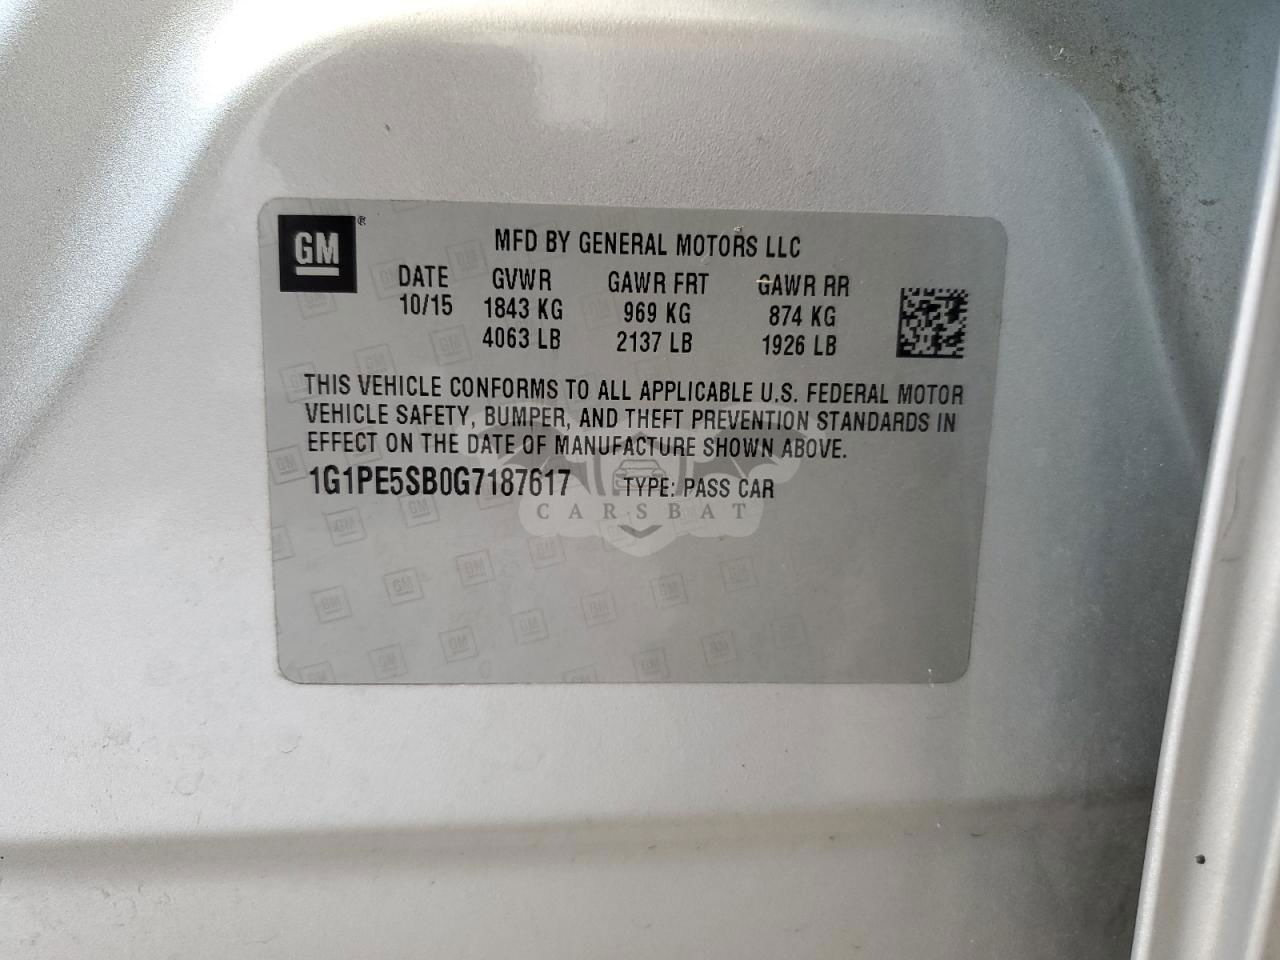 GM ®
MFD BY GENERAL MOTORS LLC
DATE GVWR GAWR FRT GAWR RR
10/15 1843 KG 969 KG 874 KG
4063 LB 2137 LB 1926 LB
THIS VEHICLE CONFORMS TO ALL APPLICABLE U.S. FEDERAL MOTOR
VEHICLE SAFETY, BUMPER, AND THEFT PREVENTION STANDARDS IN
EFFECT ON THE DATE OF MANUFACTURE SHOWN ABOVE.
1G1PE5SB0G7187617 TYPE: PASS CAR
CARSBAT